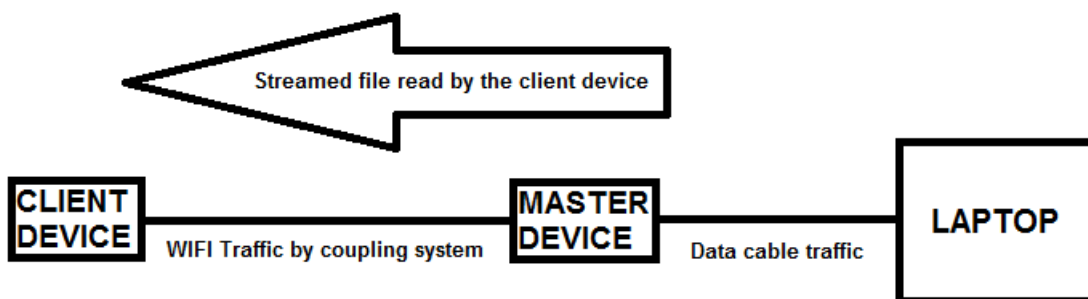 Streamed file read by the client device
CLIENT
DEVICE
WIFI Traffic by coupling system
MASTER
DEVICE
Data cable traffic
LAPTOP